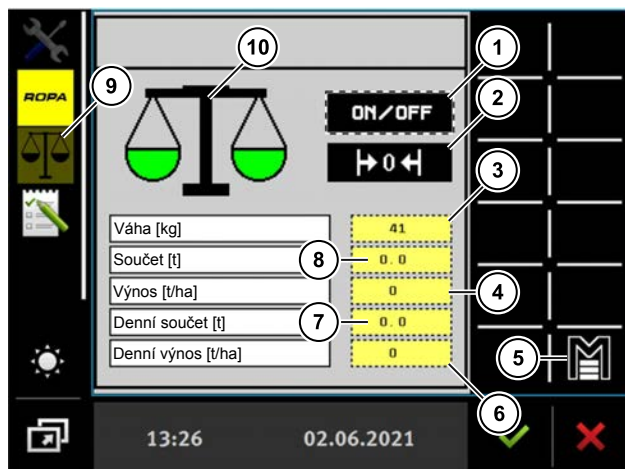 10
1
ROPA
9
ON/OFF
2
0
3
Váha [kg] 41
Součet [t] 8 0.0
Výnos [t/ha] 0 4
Denní součet [t] 7 0.0
Denní výnos [t/ha] 0
5
M
6
13:26 02.06.2021